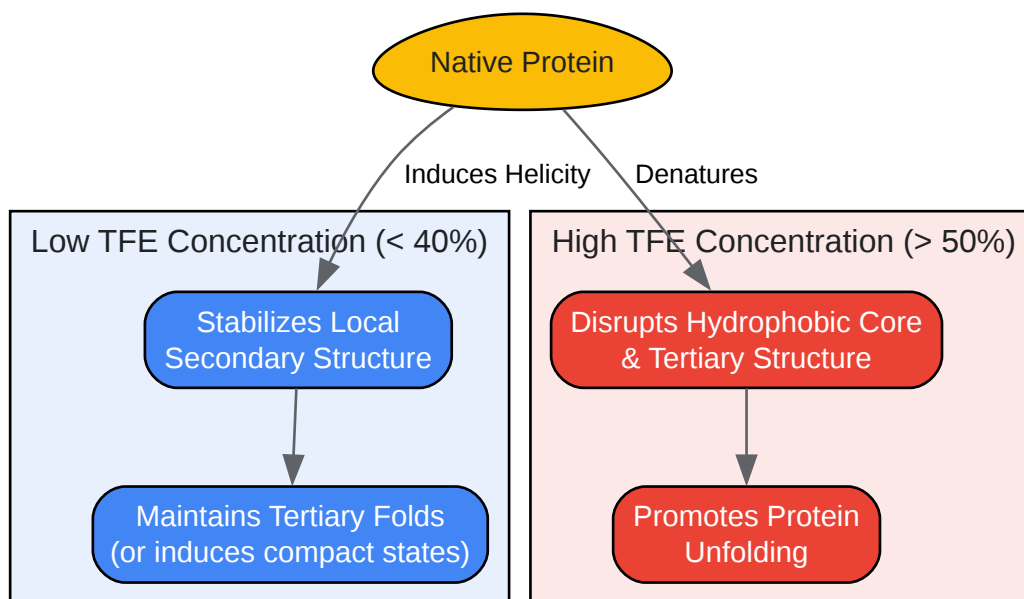 Native Protein
Induces Helicity
Denatures
Low TFE Concentration (< 40%)
High TFE Concentration (> 50%)
Stabilizes Local
Secondary Structure
Disrupts Hydrophobic Core
& Tertiary Structure
Maintains Tertiary Folds
(or induces compact states)
Promotes Protein
Unfolding